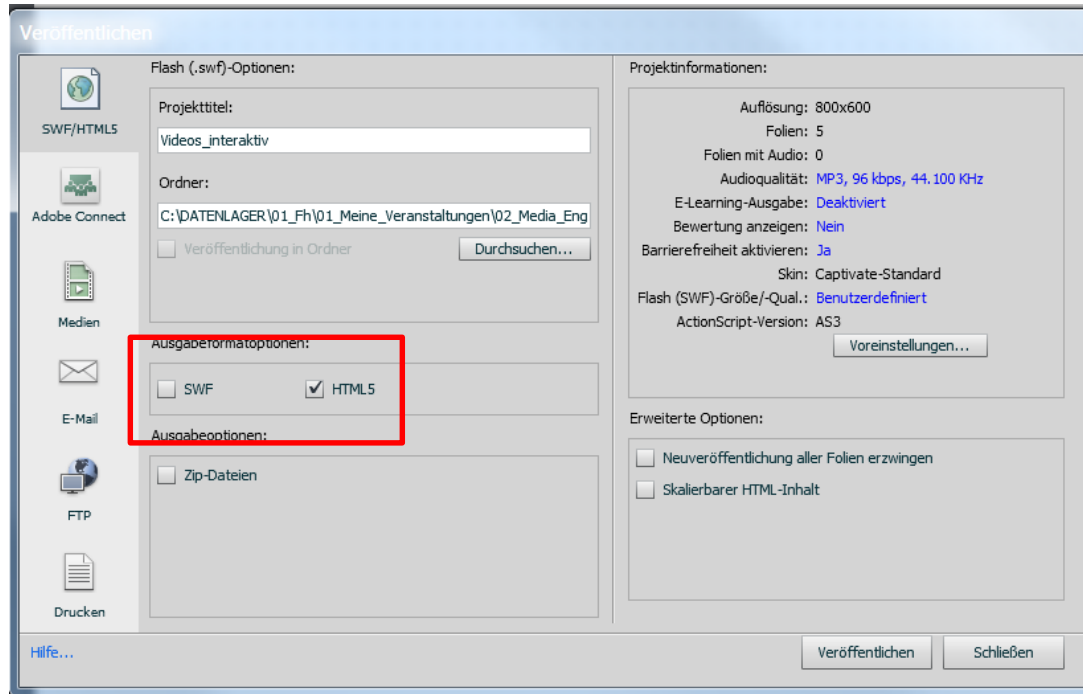 Veröffentlichen
SWF/HTML5
Adobe Connect
Medien
E-Mail
FTP
Drucken
Flash (.swf)-Optionen:
Projekttitel:
Videos_interaktiv
Ordner:
C:\DATENLAGER\01_Fh\01_Meine_Veranstaltungen\02_Media_Eng
Veröffentlichung in Ordner
Durchsuchen...
Ausgabeformatoptionen:
SWF HTML5
Ausgabeoptionen:
Zip-Dateien
Projektinformationen:
Auflösung: 800x600
Folien: 5
Folien mit Audio: 0
Audioqualität: MP3, 96 kbps, 44.100 KHz
E-Learning-Ausgabe: Deaktiviert
Bewertung anzeigen: Nein
Barrierefreiheit aktivieren: Ja
Skin: Captivate-Standard
Flash (SWF)-Größe/-Qual.: Benutzerdefiniert
ActionScript-Version: AS3
Voreinstellungen...
Erweiterte Optionen:
Neuveröffentlichung aller Folien erzwingen
Skalierbarer HTML-Inhalt
Hilfe...
Veröffentlichen
Schließen